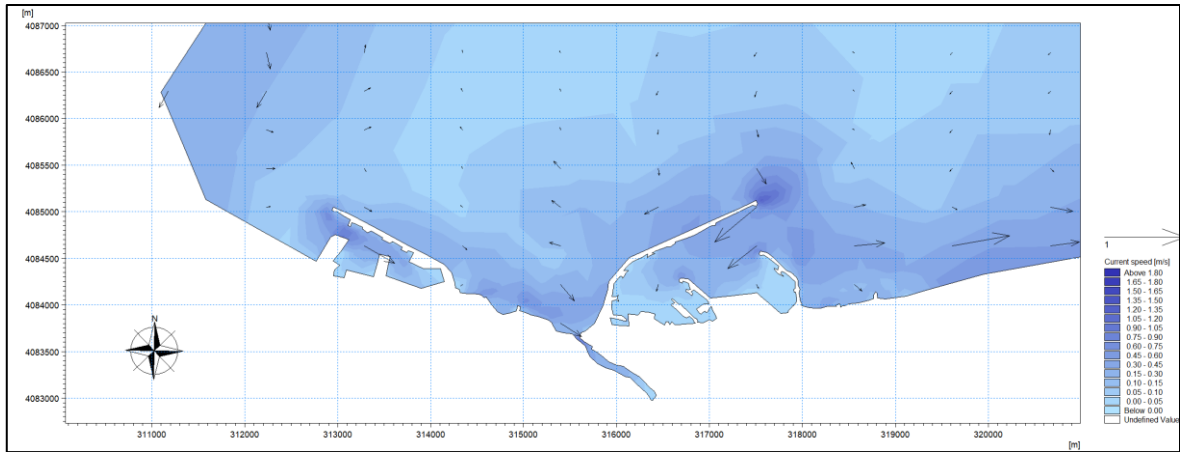 [m]
4087000
4086500
4086000
4085500
4085000
4084500
4084000
4083500
4083000
N
311000 312000 313000 314000 315000 316000 317000 318000 319000 320000
[m]
1
Current speed [m/s]
Above 1.80
1.65 - 1.80
1.50 - 1.65
1.35 - 1.50
1.20 - 1.35
1.05 - 1.20
0.90 - 1.05
0.75 - 0.90
0.60 - 0.75
0.45 - 0.60
0.30 - 0.45
0.15 - 0.30
0.10 - 0.15
0.05 - 0.10
0.00 - 0.05
Below 0.00
Undefined Value